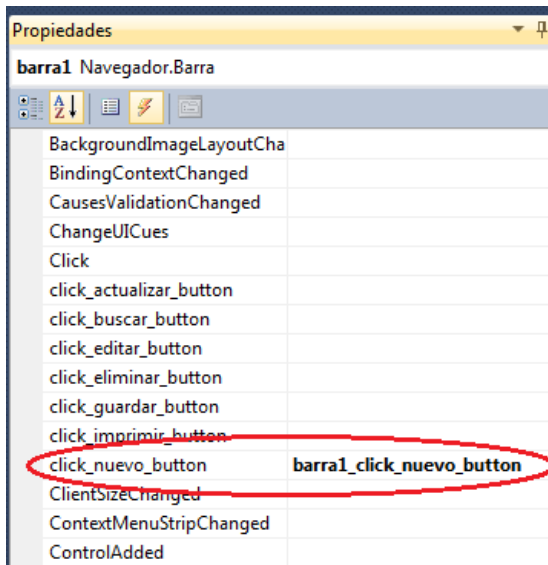 Propiedades
barra1 Navegador.Barra
BackgroundImageLayoutCha
BindingContextChanged
CausesValidationChanged
ChangeUICues
Click
click_actualizar_button
click_buscar_button
click_editar_button
click_eliminar_button
click_guardar_button
click_imprimir_button
click_nuevo_button barra1_click_nuevo_button
ClientSizeChanged
ContextMenuStripChanged
ControlAdded